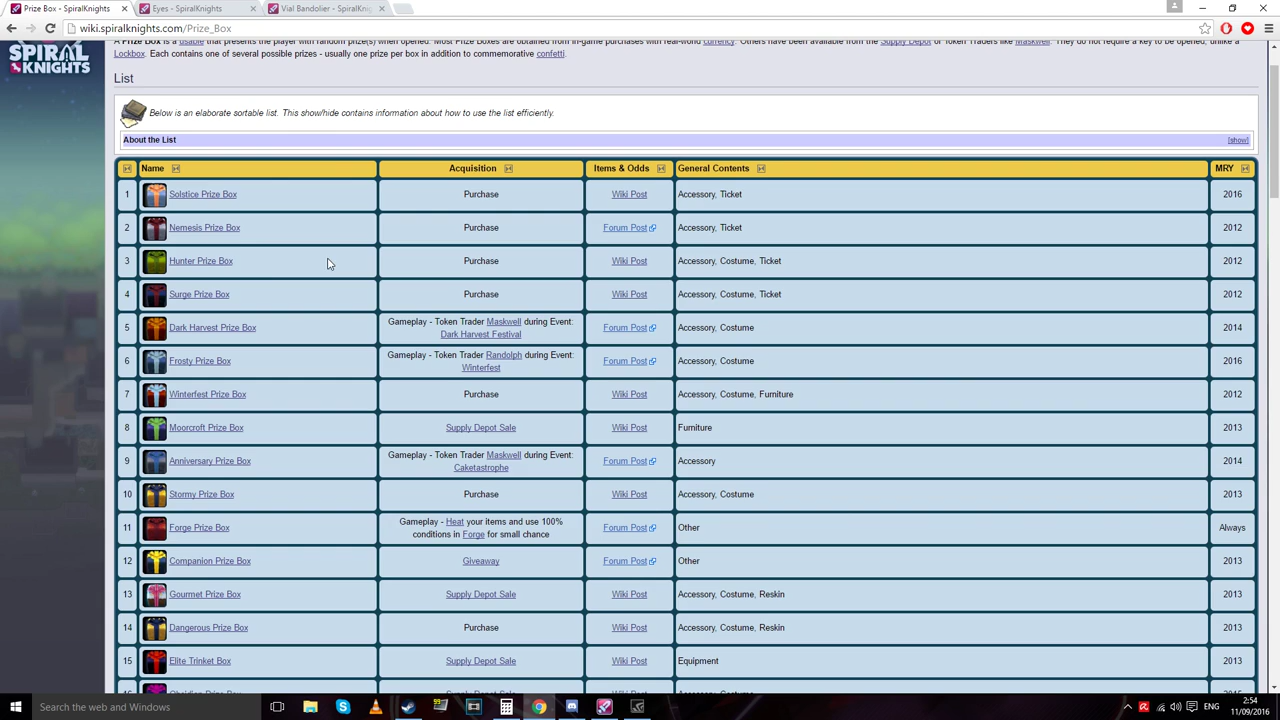 Prize Box - SpiralKnights
Eyes - SpiralKnights
Vial Bandolier - SpiralKnig
wiki.spiralknights.com/Prize_Box
SPIRAL
KNIGHTS
A Prize Box is a usable that presents the player with random prize(s) when opened. Most Prize Boxes are obtained
in-game purchases with real-world currency. Others have been available from the Supply Depot or Token Traders like Maskwell. They do not require a key to be opened, unlike a
Lockbox. Each contains one of several possible prizes - usually one prize per box in addition to commemorative confetti.
List
Below is an elaborate sortable list. This show/hide contains information about how to use the list efficiently.
About the List [show]
Name Acquisition Items & Odds General Contents MRY
1 Solstice Prize Box Purchase Wiki Post Accessory, Ticket 2016
2 Nemesis Prize Box Purchase Forum Post Accessory, Ticket 2012
3 Hunter Prize Box Purchase Wiki Post Accessory, Costume, Ticket 2012
4 Surge Prize Box Purchase Wiki Post Accessory, Costume, Ticket 2012
5 Dark Harvest Prize Box Gameplay - Token Trader Maskwell during Event:
Dark Harvest Festival Forum Post Accessory, Costume 2014
6 Frosty Prize Box Gameplay - Token Trader Randolph during Event:
Winterfest Forum Post Accessory, Costume 2016
7 Winterfest Prize Box Purchase Wiki Post Accessory, Costume, Furniture 2012
8 Moorcroft Prize Box Supply Depot Sale Wiki Post Furniture 2013
9 Anniversary Prize Box Gameplay - Token Trader Maskwell during Event:
Caketastrophe Forum Post Accessory 2014
10 Stormy Prize Box Purchase Wiki Post Accessory, Costume 2013
11 Forge Prize Box Gameplay - Heat your items and use 100%
conditions in Forge for small chance Forum Post Other Always
12 Companion Prize Box Giveaway Forum Post Other 2013
13 Gourmet Prize Box Supply Depot Sale Wiki Post Accessory, Costume, Reskin 2013
14 Dangerous Prize Box Purchase Wiki Post Accessory, Costume, Reskin 2013
15 Elite Trinket Box Supply Depot Sale Wiki Post Equipment 2013
Search the web and Windows
ENG
2:54
11/09/2016